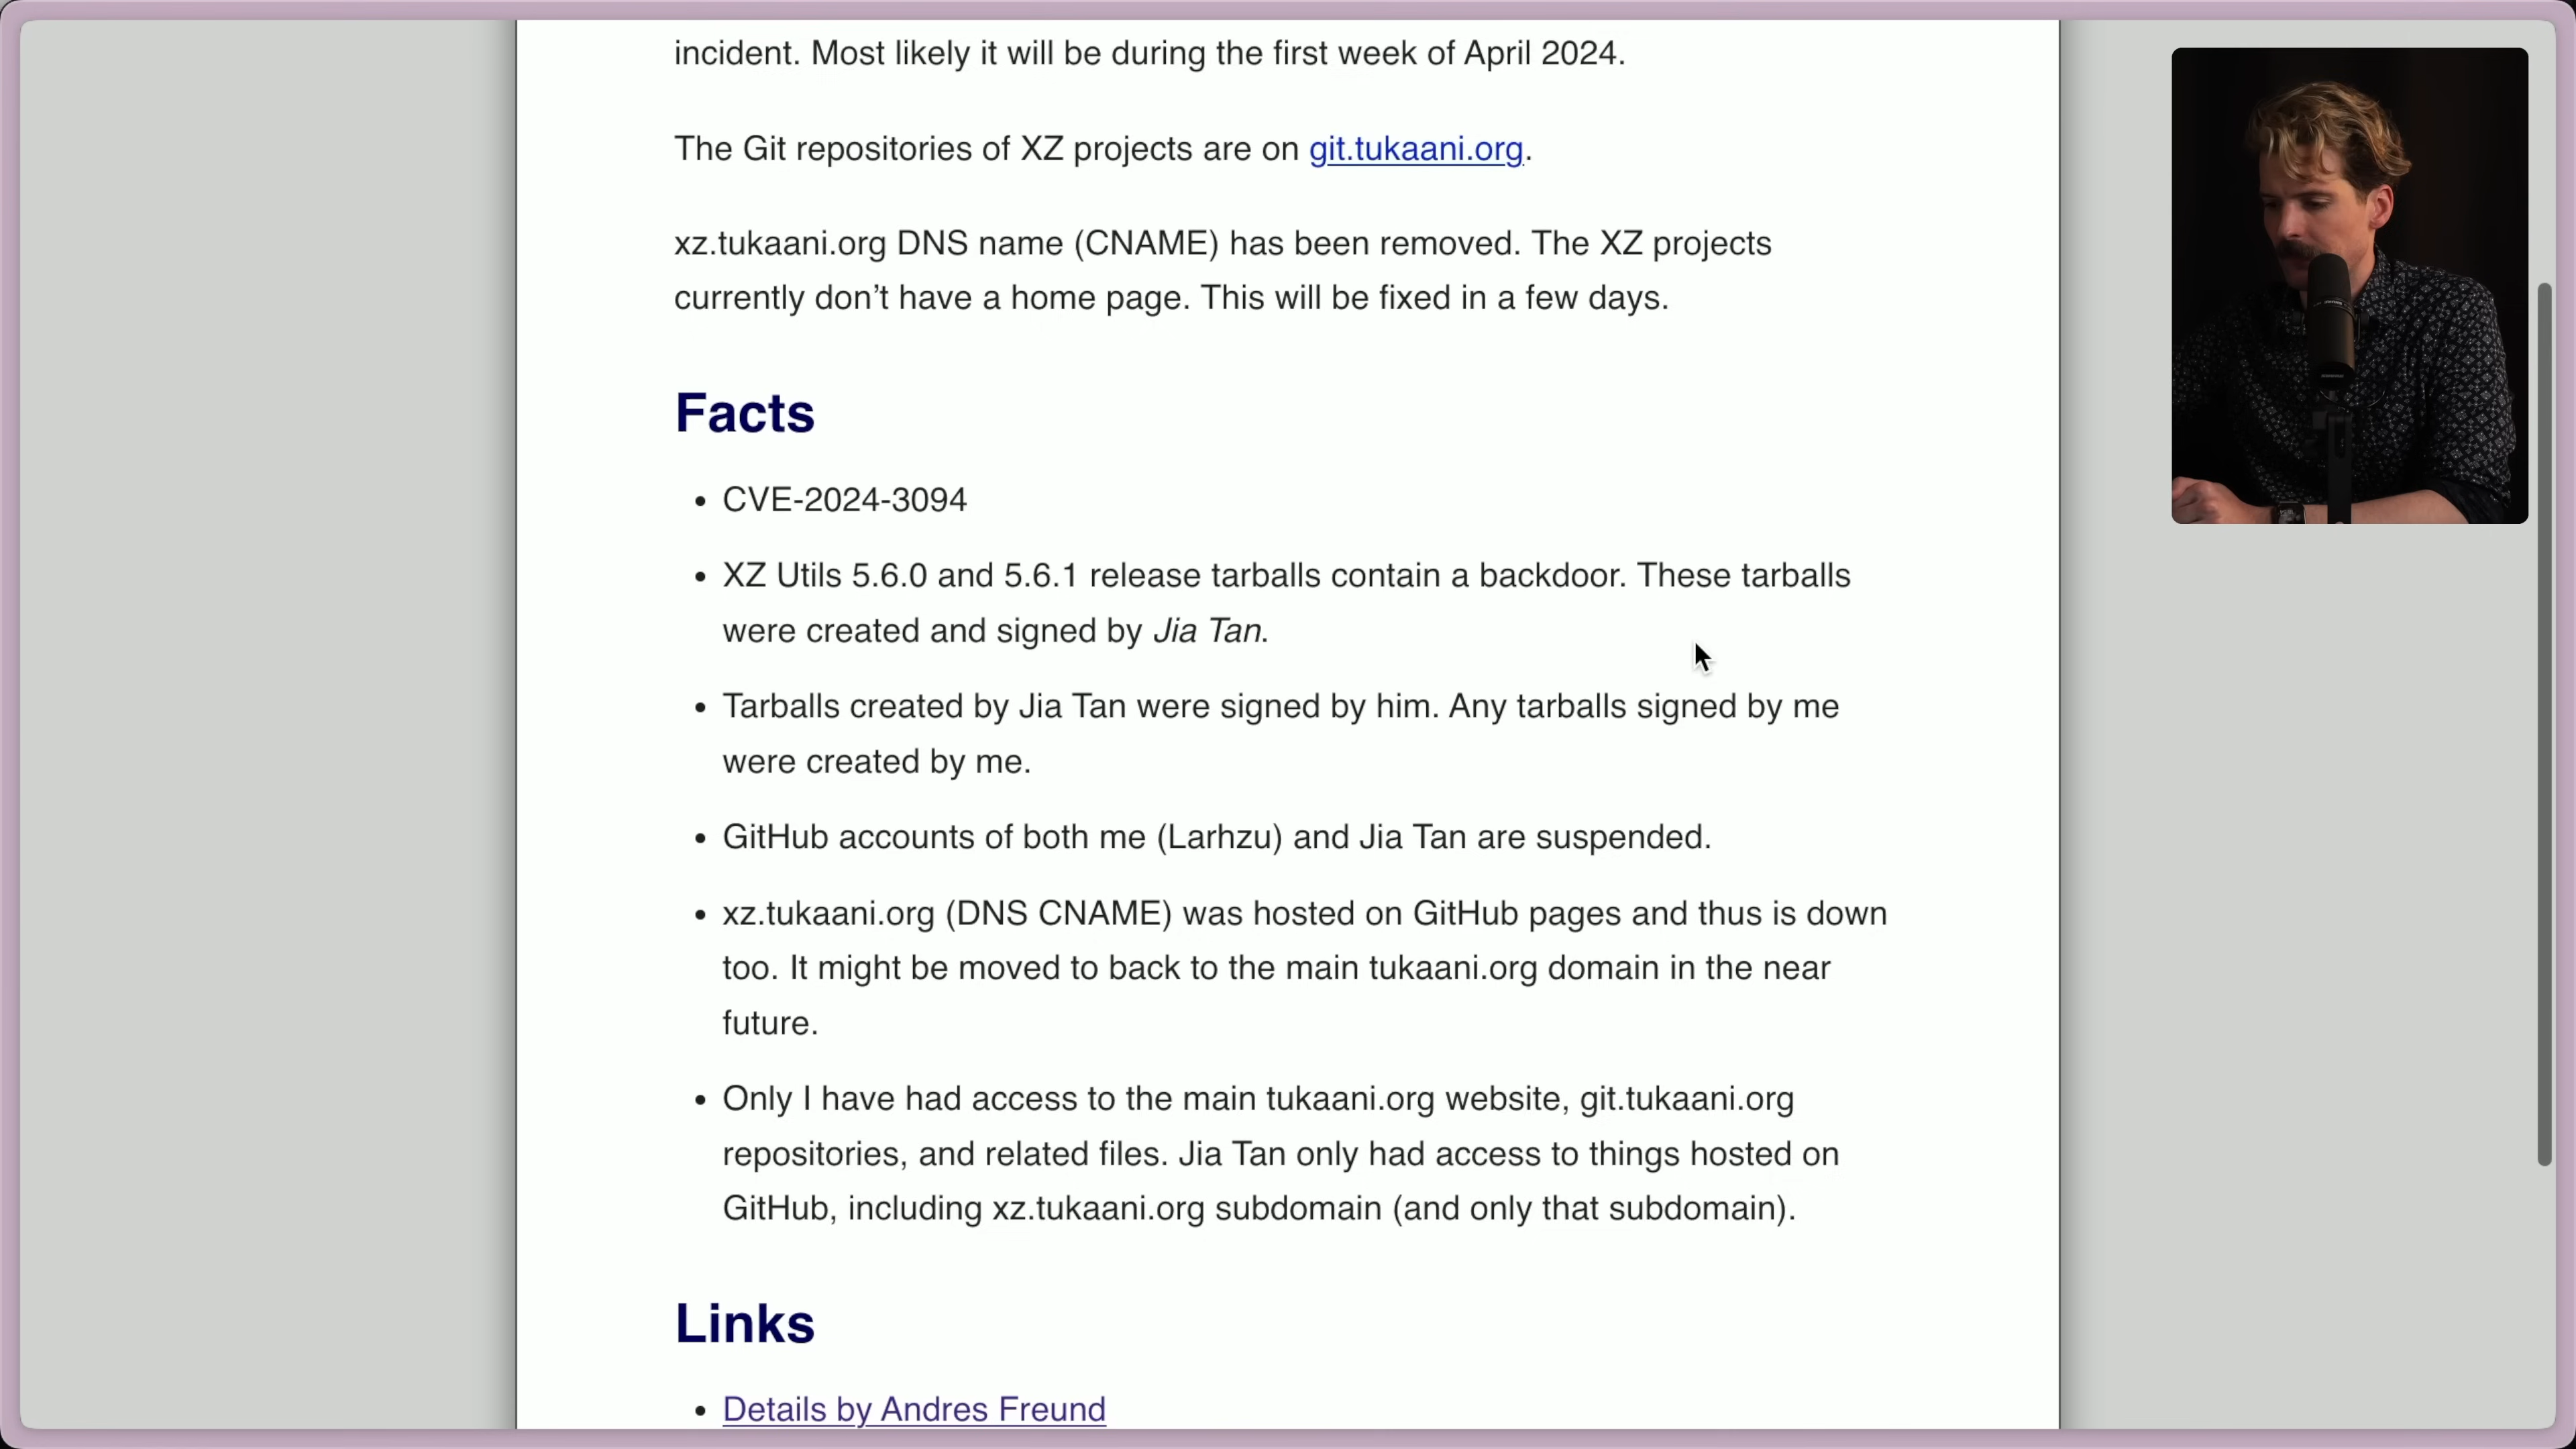 incident. Most likely it will be during the first week of April 2024.
The Git repositories of XZ projects are on git.tukaani.org.
xz.tukaani.org DNS name (CNAME) has been removed. The XZ projects
currently don’t have a home page. This will be fixed in a few days.
Facts
• CVE-2024-3094
• XZ Utils 5.6.0 and 5.6.1 release tarballs contain a backdoor. These tarballs
were created and signed by Jia Tan.
• Tarballs created by Jia Tan were signed by him. Any tarballs signed by me
were created by me.
• GitHub accounts of both me (Larhzu) and Jia Tan are suspended.
• xz.tukaani.org (DNS CNAME) was hosted on GitHub pages and thus is down
too. It might be moved to back to the main tukaani.org domain in the near
future.
• Only I have had access to the main tukaani.org website, git.tukaani.org
repositories, and related files. Jia Tan only had access to things hosted on
GitHub, including xz.tukaani.org subdomain (and only that subdomain).
Links
• Details by Andres Freund